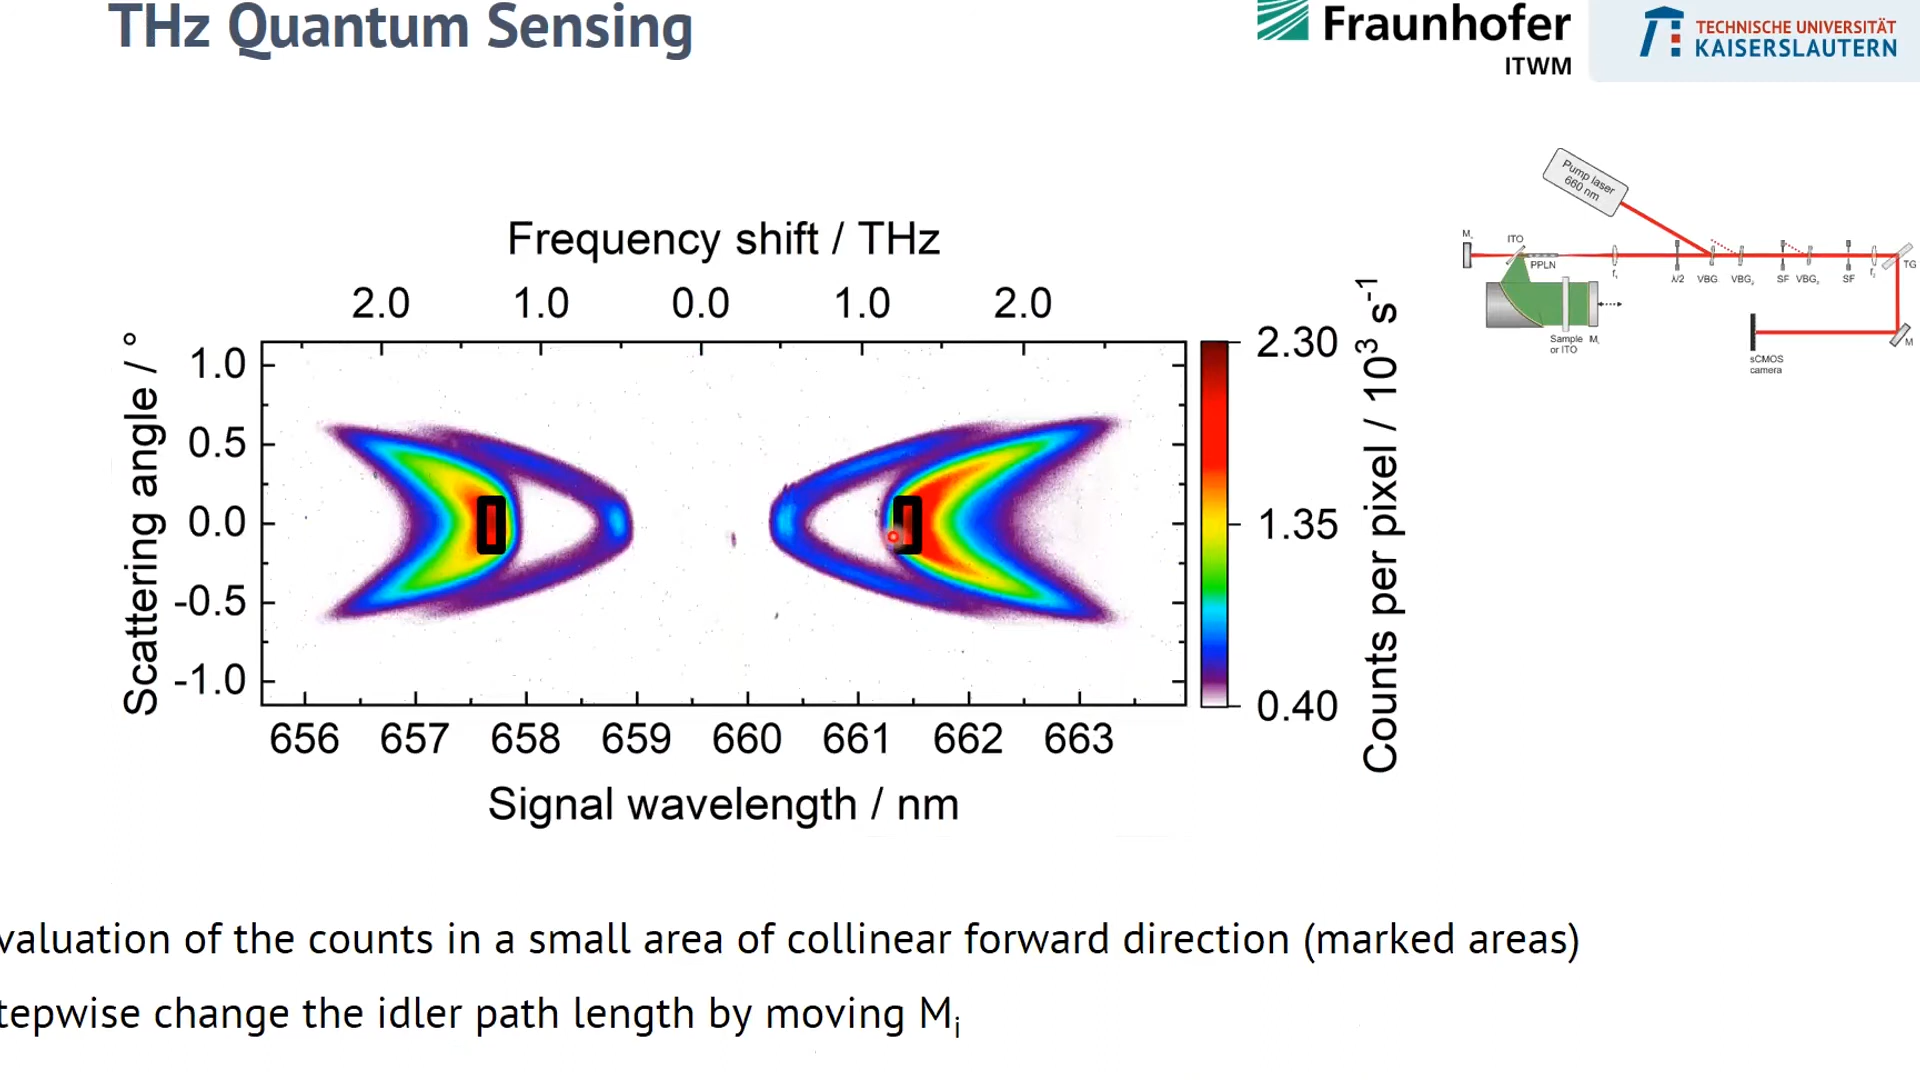 THz Quantum Sensing
Fraunhofer
ITWM
TECHNISCHE UNIVERSITÄT
KAISERSLAUTERN
Pump laser
660 nm
ITO
PPLN
λ/2
VBG
VBG
SF
VBG
SF
TG
Sample
or ITO
M
sCMOS
camera
Frequency shift / THz
2.0 1.0 0.0 1.0 2.0
Scattering angle / °
1.0
0.5
0.0
-0.5
-1.0
656 657 658 659 660 661 662 663
Signal wavelength / nm
2.30
1.35
0.40
Counts per pixel / 10³ s⁻¹
valuation of the counts in a small area of collinear forward direction (marked areas)
tepwise change the idler path length by moving Mᵢ